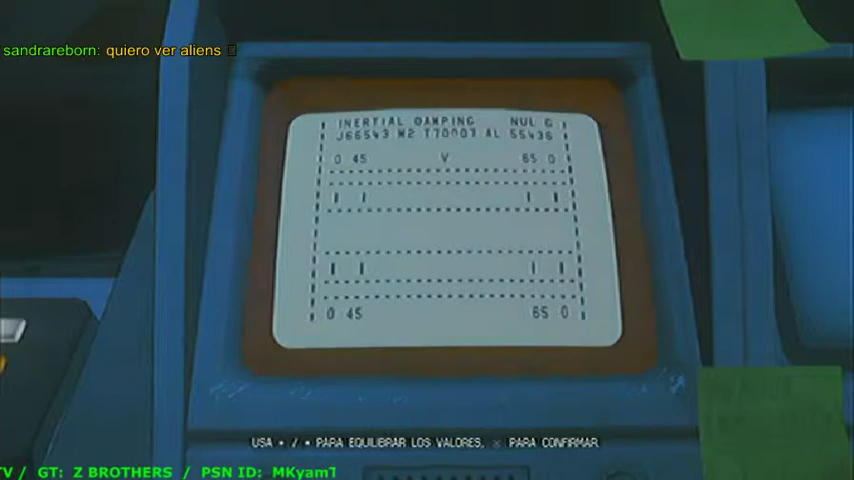 sandrareborn: quiero ver aliens
INERTIAL DAMPING NUL G
J66543 M2 T70007 AL 55436
0 45 V 65 0
0 45 65 0
USA / PARA EQUILIBRAR LOS VALORES, PARA CONFIRMAR
TV / GT: Z BROTHERS / PSN ID: MKyamT